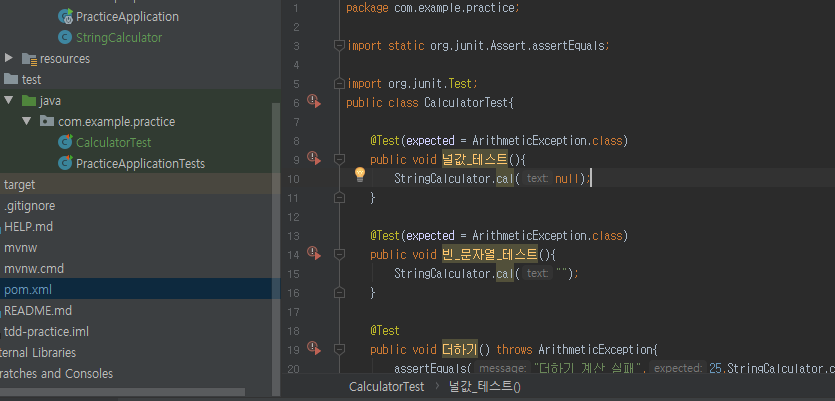 PracticeApplication
StringCalculator
resources
test
java
com.example.practice
CalculatorTest
PracticeApplicationTests
target
.gitignore
HELP.md
mvnw
mvnw.cmd
pom.xml
README.md
tdd-practice.iml
ternal Libraries
ratches and Consoles
1 package com.example.practice;
2
3 import static org.junit.Assert.assertEquals;
4
5 import org.junit.Test;
6 public class CalculatorTest{
7
8 @Test(expected = ArithmeticException.class)
9 public void 널값_테스트(){
10 StringCalculator.cal( text: null);
11 }
12
13 @Test(expected = ArithmeticException.class)
14 public void 빈_문자열_테스트(){
15 StringCalculator.cal( text: "");
16 }
17
18 @Test
19 public void 더하기() throws ArithmeticException{
20 assertEquals( message: "더하기 계산 실패", expected: 25,StringCalculator.c
CalculatorTest > 널값_테스트()